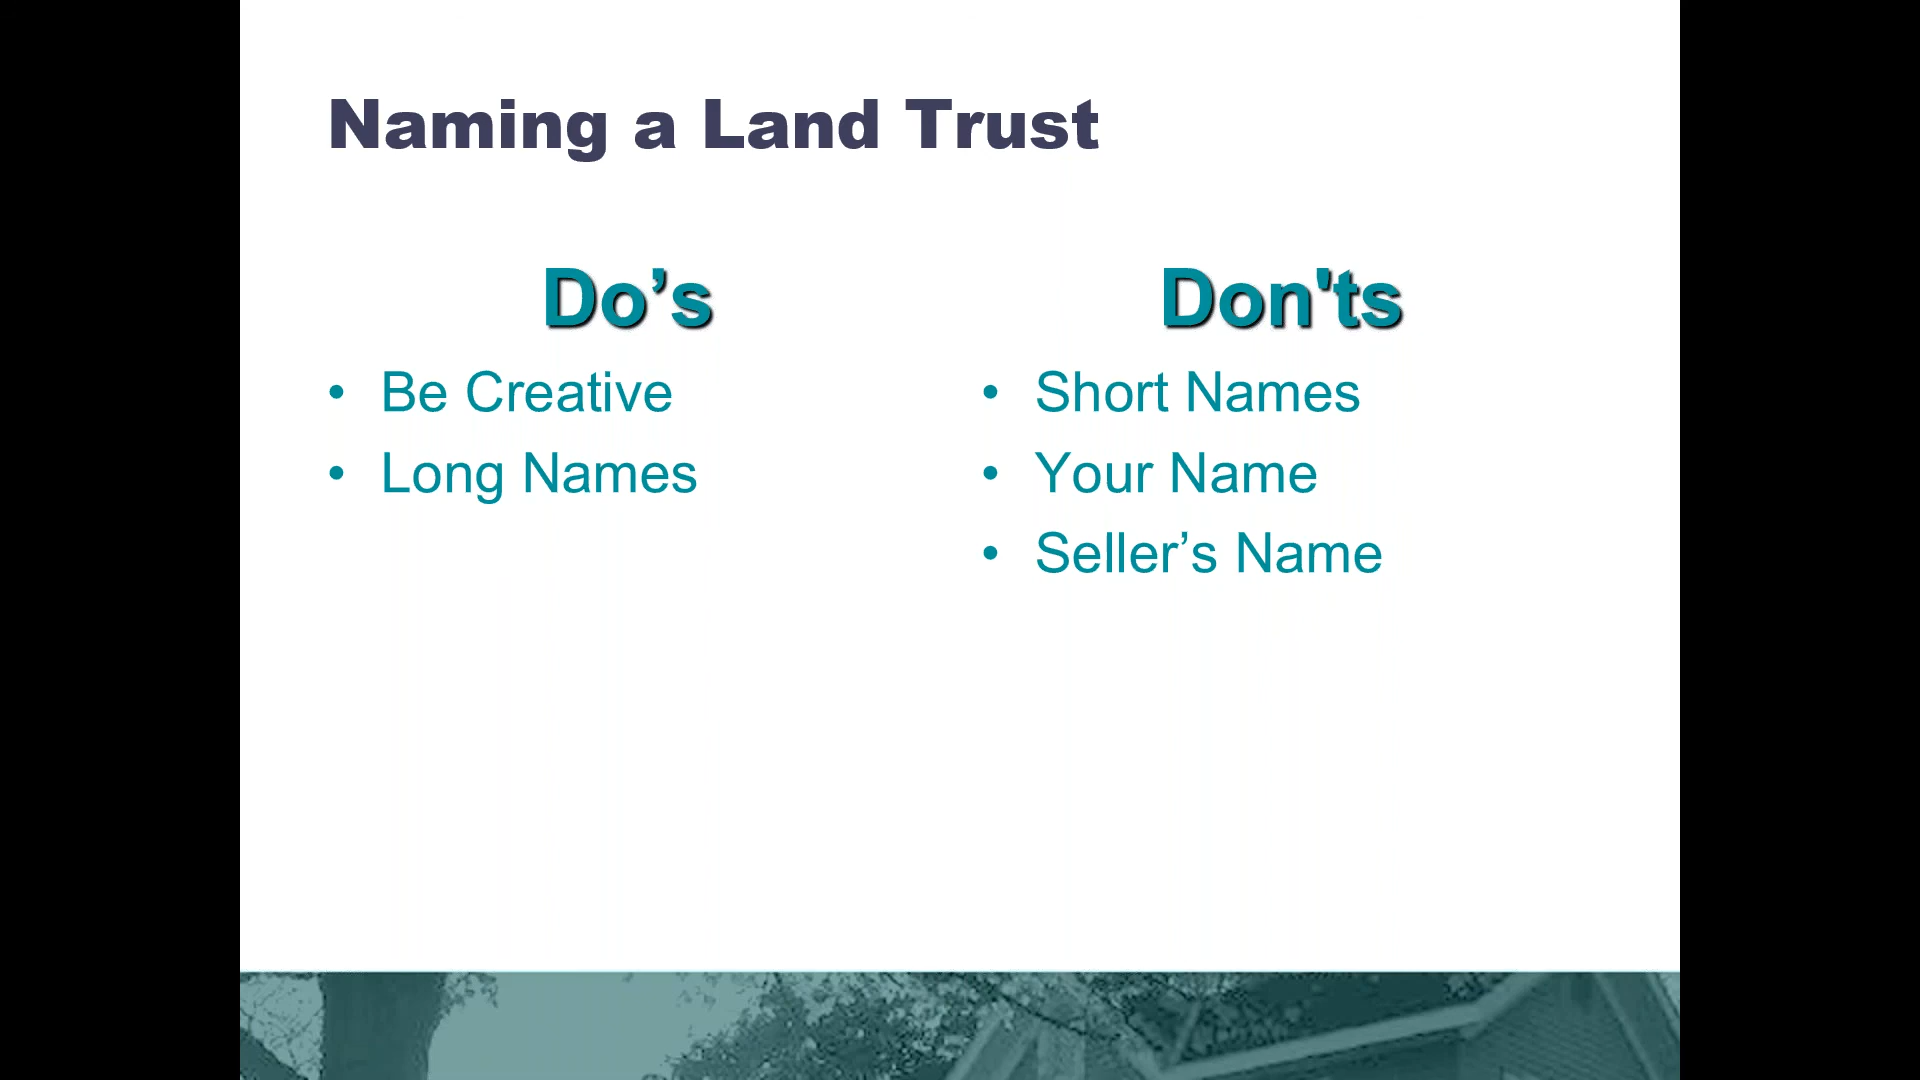 Naming a Land Trust
Do’s
• Be Creative
• Long Names
Don'ts
• Short Names
• Your Name
• Seller’s Name